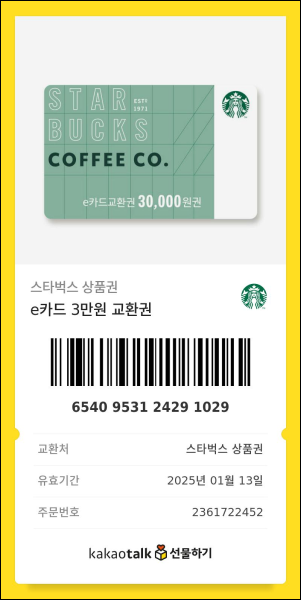 STAR
ESTD
1971
BUCKS
COFFEE CO.
e카드교환권 30,000원권
스타벅스 상품권
e카드 3만원 교환권
6540 9531 2429 1029
교환처 스타벅스 상품권
유효기간 2025년 01월 13일
주문번호 2361722452
kakaotalk 선물하기